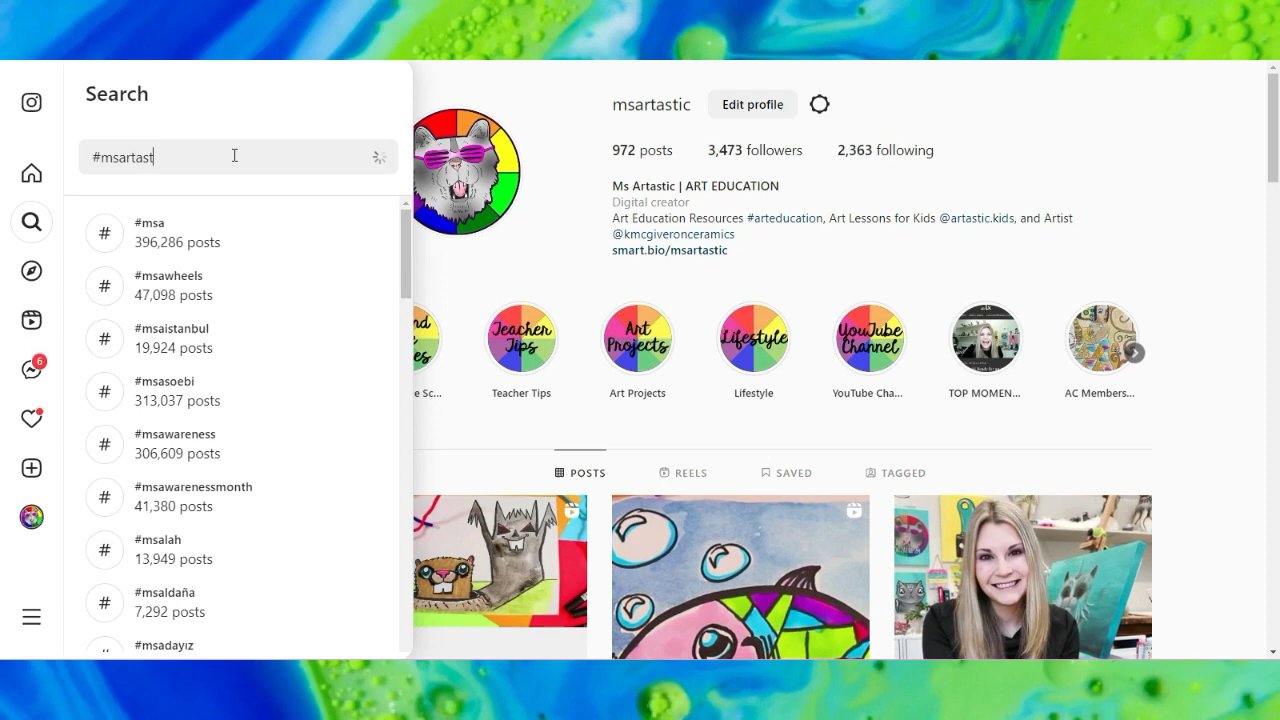 Search
#msartast
#msa
396,286 posts
#msawheels
47,098 posts
#msaistanbul
19,924 posts
#msasoebi
313,037 posts
#msawareness
306,609 posts
#msawarenessmonth
41,380 posts
#msalah
13,949 posts
#msaldaña
7,292 posts
#msadayız
6
msartastic Edit profile
972 posts 3,473 followers 2,363 following
Ms Artastic | ART EDUCATION
Digital creator
Art Education Resources #arteducation, Art Lessons for Kids @artastic.kids, and Artist
@kmcgiveronceramics
smart.bio/msartastic
Teacher Tips
Art Projects
Lifestyle
YouTube Channel
e Sc...
Teacher Tips
Art Projects
Lifestyle
YouTube Cha...
TOP MOMEN...
AC Members...
POSTS REELS SAVED TAGGED